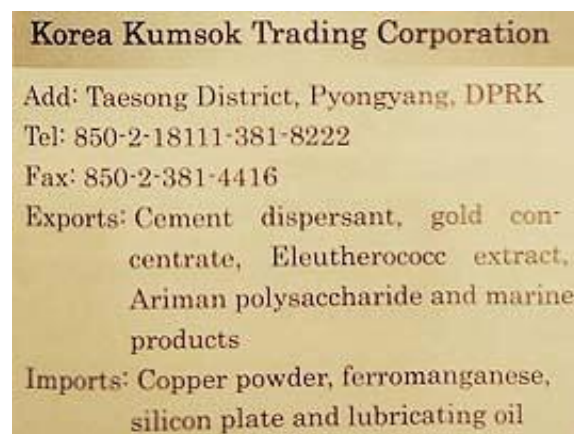 Korea Kumsok Trading Corporation
Add: Taesong District, Pyongyang, DPRK
Tel: 850-2-18111-381-8222
Fax: 850-2-381-4416
Exports: Cement dispersant, gold con-
centrate, Eleutherococc extract,
Ariman polysaccharide and marine
products
Imports: Copper powder, ferromanganese,
silicon plate and lubricating oil